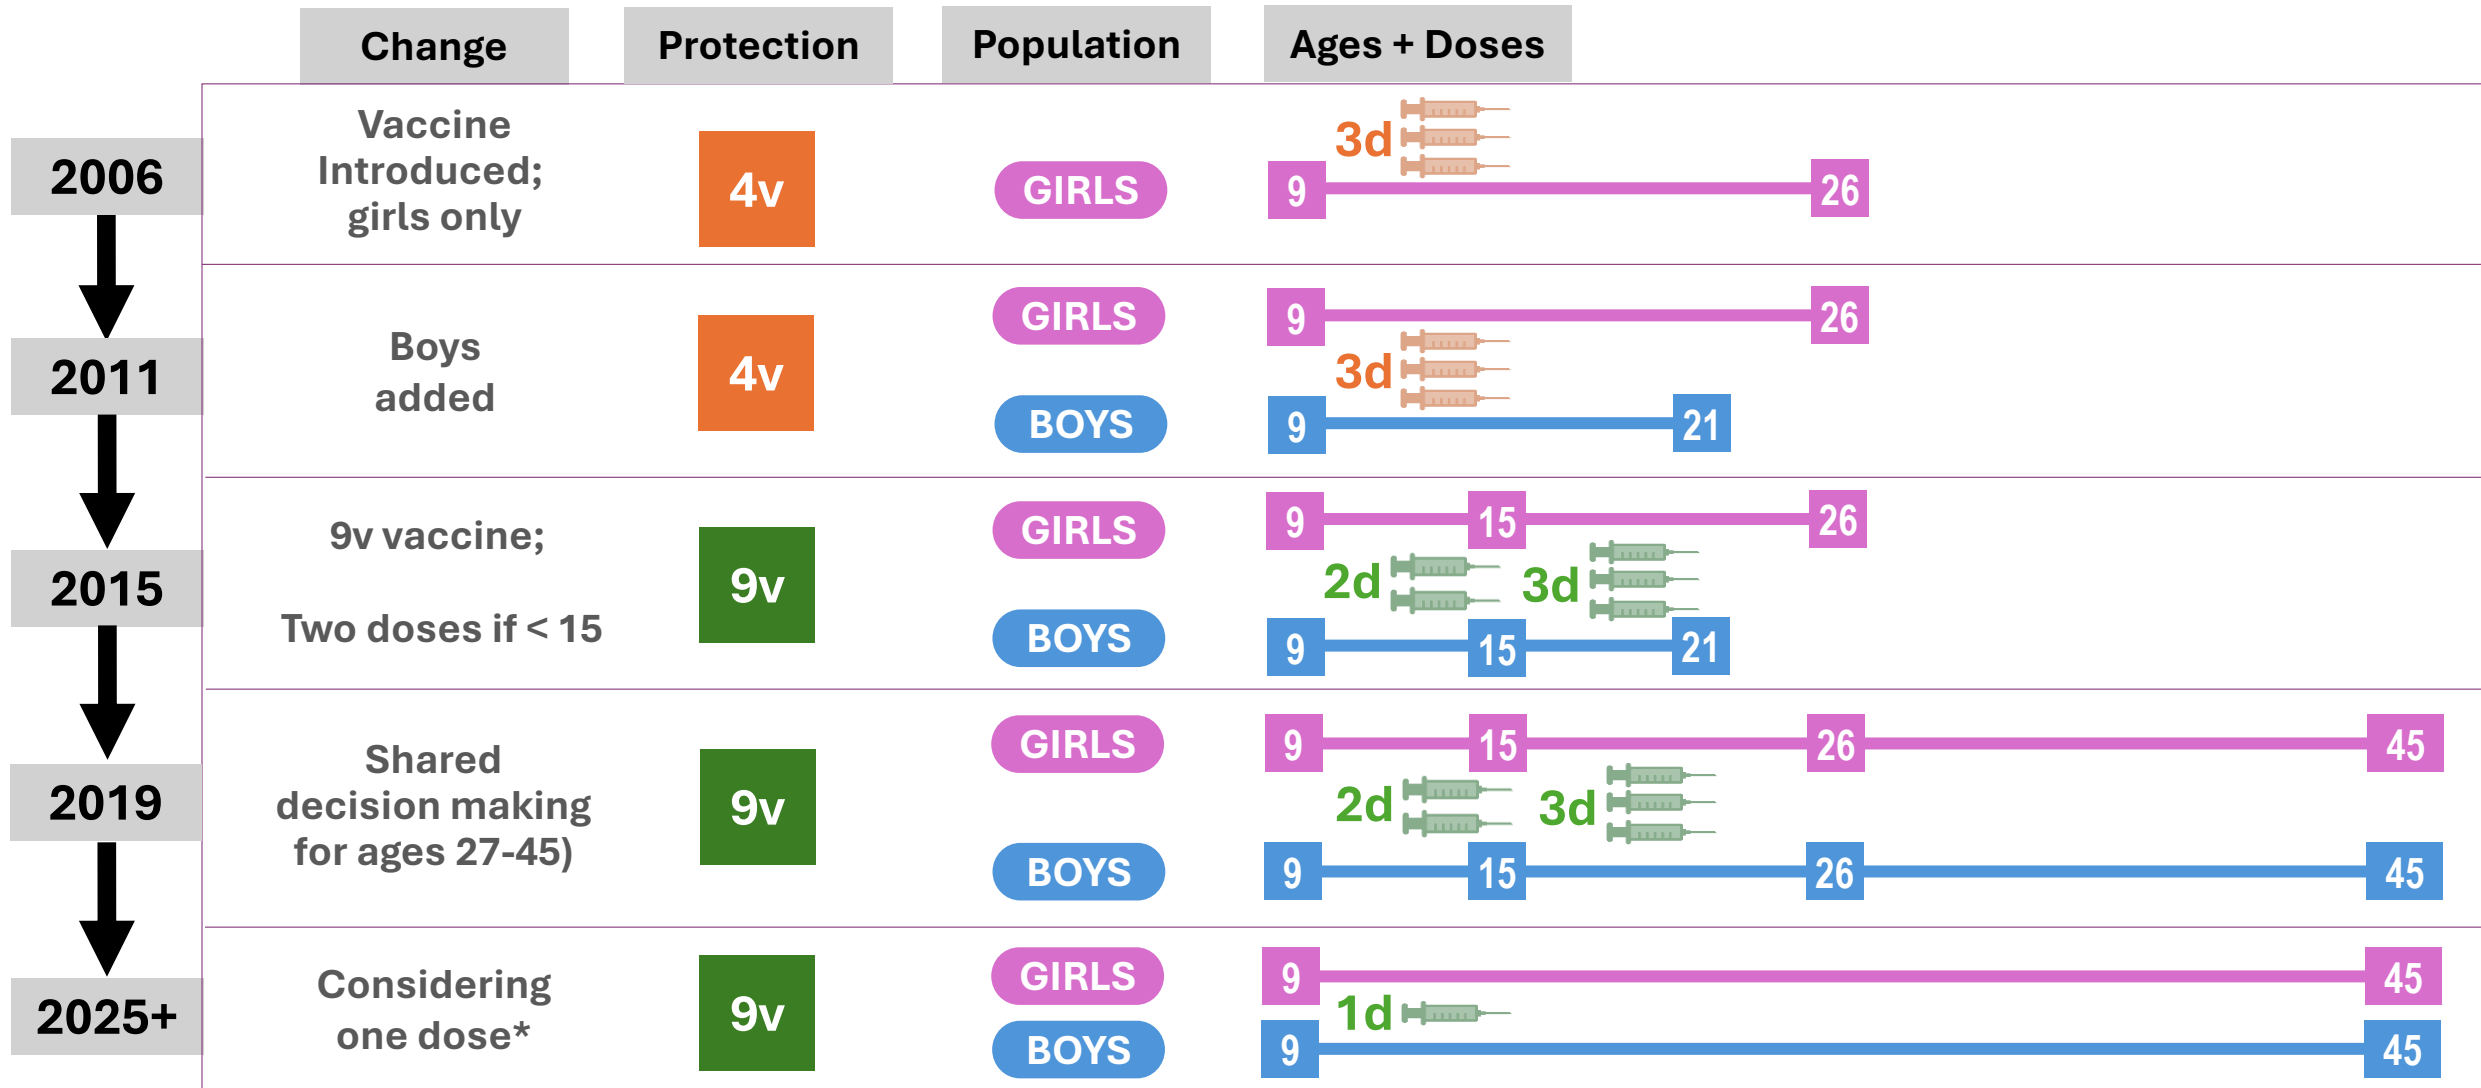 Change
Protection
Population
Ages + Doses
2006
Vaccine
Introduced;
girls only
4v
GIRLS
3d
9
26
2011
Boys
added
4v
GIRLS
9
26
3d
BOYS
9
21
2015
9v vaccine;
Two doses if < 15
9v
GIRLS
9
15
26
2d
3d
BOYS
9
15
21
2019
Shared
decision making
for ages 27-45)
9v
GIRLS
9
15
26
45
2d
3d
BOYS
9
15
26
45
2025+
Considering
one dose*
9v
GIRLS
9
45
1d
BOYS
9
45